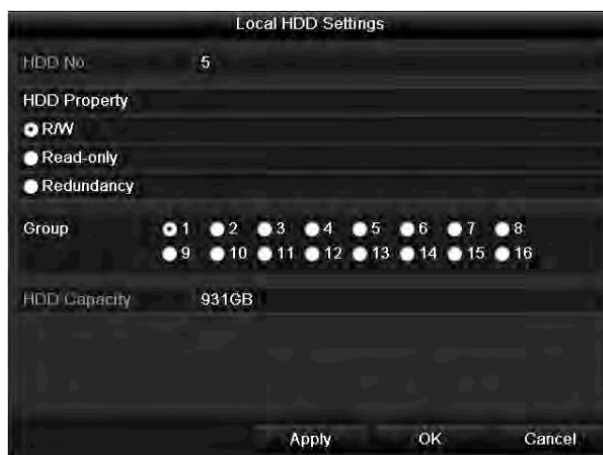 Local HDD Settings
HDD No. 5
HDD Property
R/W
Read-only
Redundancy
Group 1 2 3 4 5 6 7 8
9 10 11 12 13 14 15 16
HDD Capacity 931GB
Apply OK Cancel